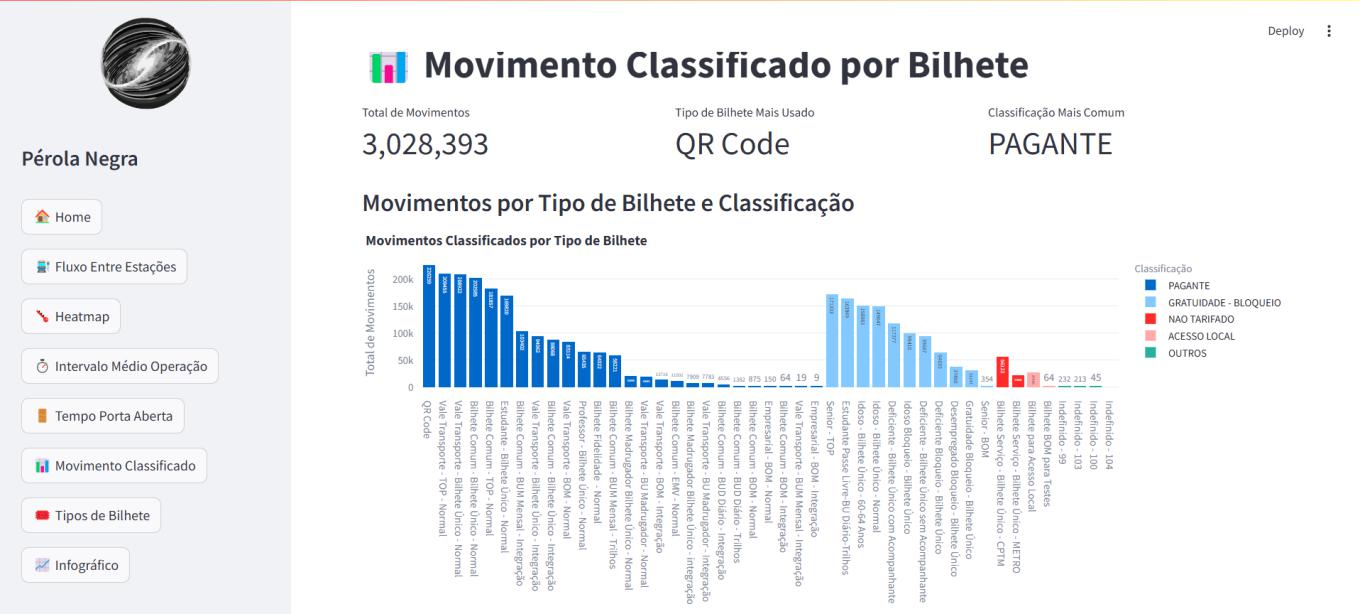 Deploy
Pérola Negra
Home
Fluxo Entre Estações
Heatmap
Intervalo Médio Operação
Tempo Porta Aberta
Movimento Classificado
Tipos de Bilhete
Infográfico
Movimento Classificado por Bilhete
Total de Movimentos
3,028,393
Tipo de Bilhete Mais Usado
QR Code
Classificação Mais Comum
PAGANTE
Movimentos por Tipo de Bilhete e Classificação
Movimentos Classificados por Tipo de Bilhete
Total de Movimentos
200k
150k
100k
50k
0
7909
7783
4536
1382
875
150
64
19
9
354
64
232
213
45
QR Code
Vale Transporte - TOP - Normal
Vale Transporte - Bilhete Único - Normal
Bilhete Comum - Bilhete Único - Normal
Bilhete Comum - TOP - Normal
Estudante - Bilhete Único - Normal
Bilhete Comum - BUM Mensal - Integração
Vale Transporte - Bilhete Único - Integração
Bilhete Comum - Bilhete Único - Integração
Vale Transporte - BOM - Normal
Professor - Bilhete Único - Normal
Bilhete Fidelidade - Normal
Bilhete Comum - BUM Mensal - Trilhos
Bilhete Madrugador Bilhete Único - Normal
Vale Transporte - BU Madrugador - Normal
Vale Transporte - BOM - Integração
Bilhete Comum - EMV - Normal
Bilhete Madrugador Bilhete Único - integração
Vale Transporte - BU Madrugador - Integração
Bilhete Comum - BUD Diário - Integração
Bilhete Comum - BUD Diário - Trilhos
Bilhete Comum - BOM - Normal
Empresarial - BOM - Normal
Bilhete Comum - BOM - Integração
Vale Transporte - BUM Mensal - Integração
Empresarial - BOM - Integração
Senior - TOP
Estudante Passe Livre-BU Diário-Trilhos
Idoso - Bilhete Único - 60-64 Anos
Idoso - Bilhete Único - Normal
Deficiente - Bilhete Único com Acompanhante
Idoso Bloqueio - Bilhete Único
Deficiente - Bilhete Único sem Acompanhante
Deficiente Bloqueio - Bilhete Único
Desempregado Bloqueio - Bilhete Único
Gratuidade Bloqueio - Bilhete Único
Senior - BOM
Bilhete Serviço - Bilhete Único - CPTM
Bilhete Serviço - Bilhete Único - METRO
Bilhete para Acesso Local
Bilhete BOM para Testes
Indefinido - 99
Indefinido - 103
Indefinido - 100
Indefinido - 104
Classificação
PAGANTE
GRATUIDADE - BLOQUEIO
NAO TARIFADO
ACESSO LOCAL
OUTROS